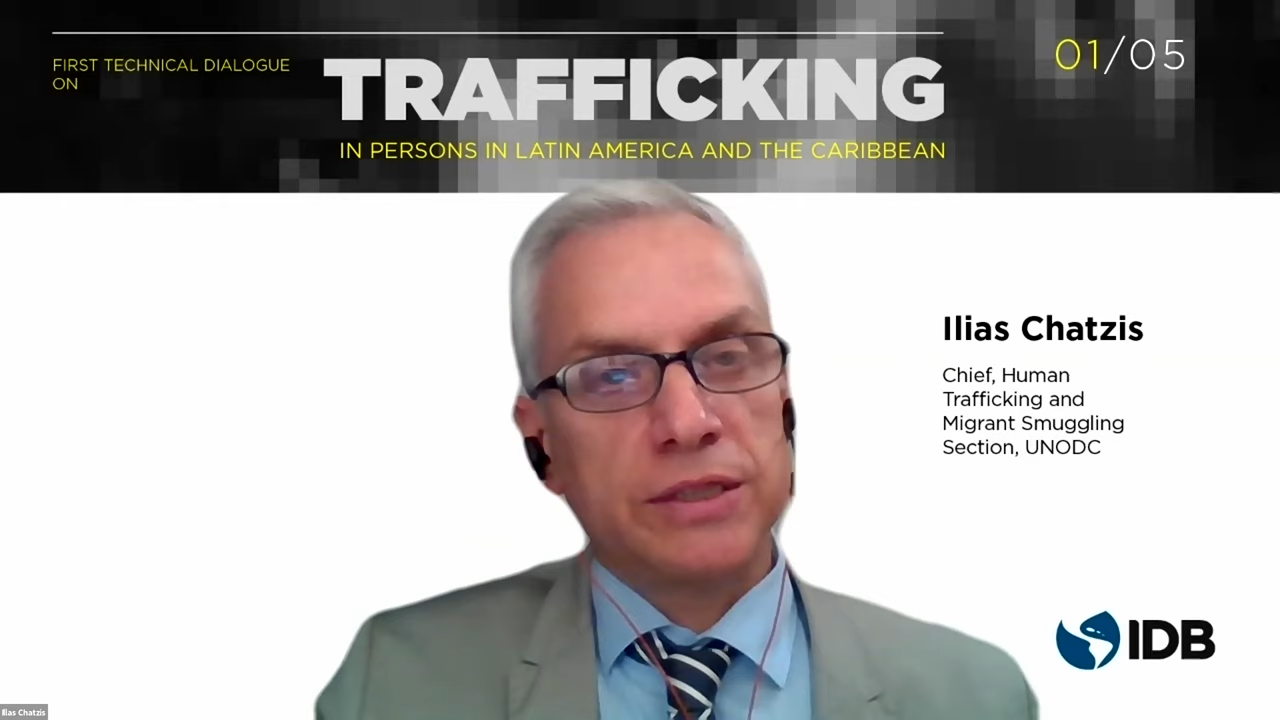 FIRST TECHNICAL DIALOGUE
ON
TRAFFICKING
IN PERSONS IN LATIN AMERICA AND THE CARIBBEAN
01/05
Ilias Chatzis
Chief, Human
Trafficking and
Migrant Smuggling
Section, UNODC
IDB
Ilias Chatzis